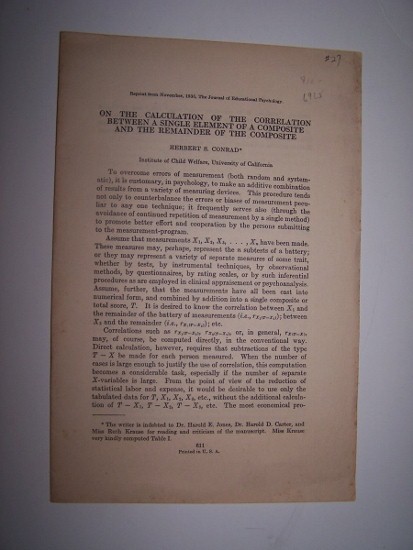 827
1935
Reprint from November, 1935, The Journal of Educational Psychology
ON THE CALCULATION OF THE CORRELATION
BETWEEN A SINGLE ELEMENT OF A COMPOSITE
AND THE REMAINDER OF THE COMPOSITE
HERBERT S. CONRAD*
Institute of Child Welfare, University of California
To overcome errors of measurement (both random and system-
atic), it is customary, in psychology, to make an additive combination
of results from a variety of measuring devices. This procedure tends
not only to counterbalance the errors or biases of measurement pecu-
liar to any one technique; it frequently serves also (through the
avoidance of continued repetition of measurement by a single method)
to promote better effort and cooperation by the persons submitting
to the measurement-program.
Assume that measurements X₁, X₂, X₃, . . . , Xₙ have been made.
These measures may, perhaps, represent the n subtests of a battery;
or they may represent a variety of separate measures of some trait,
whether by tests, by instrumental techniques, by observational
methods, by questionnaires, by rating scales, or by such inferential
procedures as are employed in clinical appraisement or psychoanalysis.
Assume, further, that the measurements have all been cast into
numerical form, and combined by addition into a single composite or
total score, T. It is desired to know the correlation between X₁ and
the remainder of the battery of measurements (i.e.,
); between
X₂ and the remainder (i.e.,
); etc.
Correlations such as
or, in general,
may, of course, be computed directly, in the conventional way.
Direct calculation, however, requires that subtractions of the type
T − X be made for each person measured. When the number of
cases is large enough to justify the use of correlation, this computation
becomes a considerable task, especially if the number of separate
X-variables is large. From the point of view of the reduction of
statistical labor and expense, it would be desirable to use only the
tabulated data for T, X₁, X₂, X₃, etc., without the additional calcula-
tion of T − X₁, T − X₂, T − X₃, etc. The most economical pro-
* The writer is indebted to Dr. Harold E. Jones, Dr. Harold D. Carter, and
Miss Ruth Krause for reading and criticism of the manuscript. Miss Krause
very kindly computed Table I.
611
Printed in U. S. A.